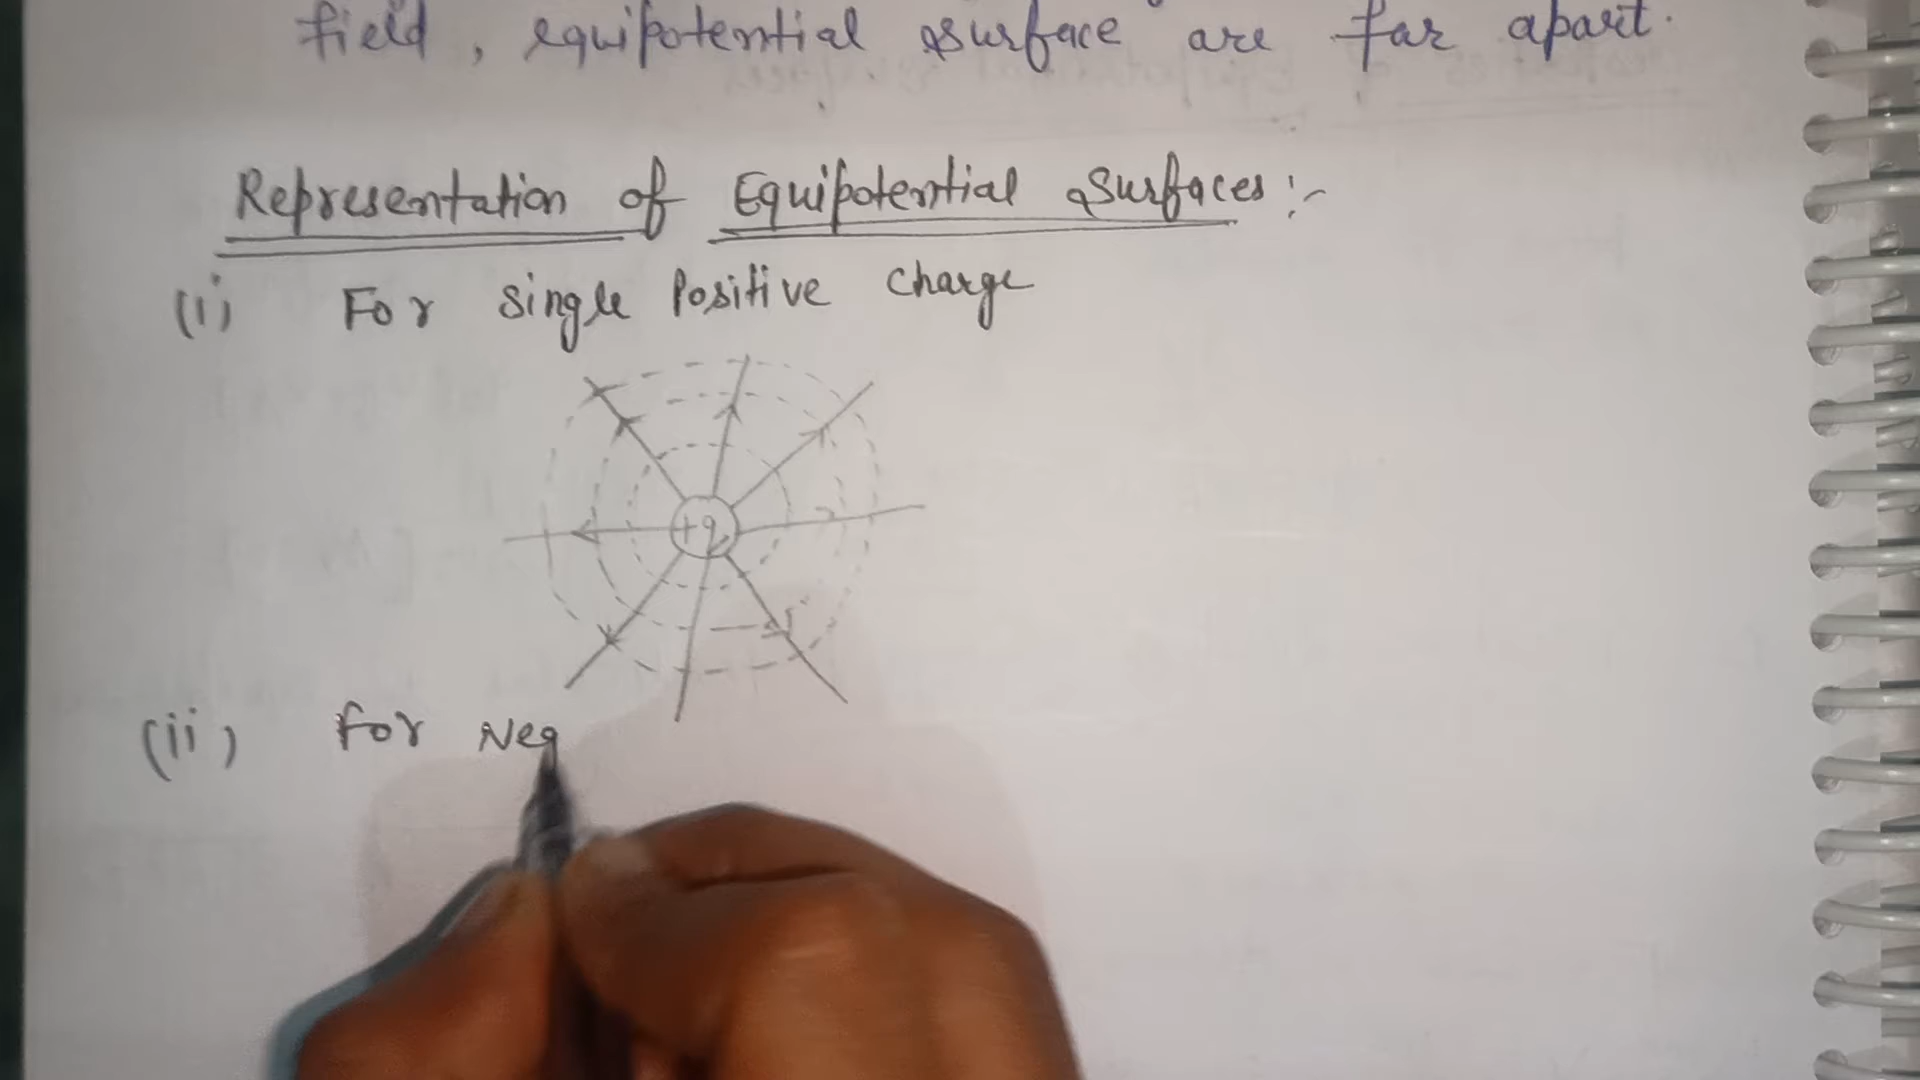 field, equipotential surface are far apart.
Representation of Equipotential Surfaces :-
(i) For single Positive Charge
+q
(ii) For Neg